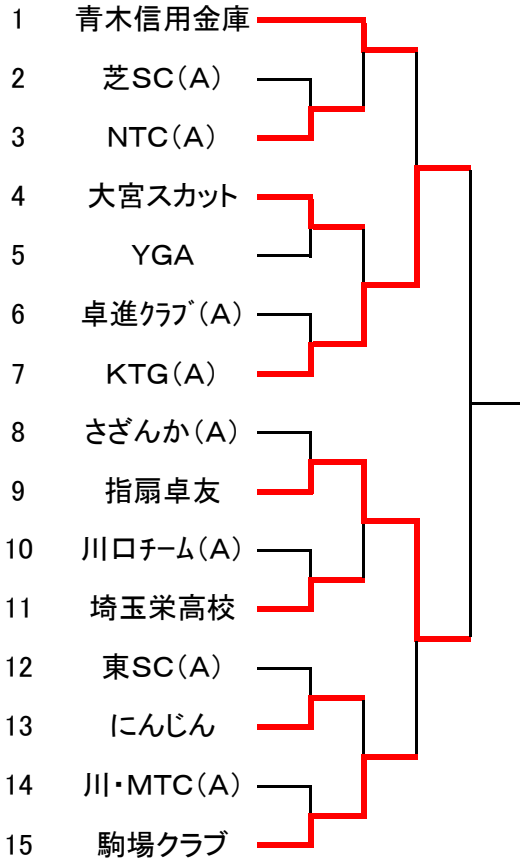 1 青木信用金庫
2 芝SC(A)
3 NTC(A)
4 大宮スカット
5 YGA
6 卓進ｸﾗﾌﾞ(A)
7 KTG(A)
8 さざんか(A)
9 指扇卓友
10 川口ﾁｰﾑ(A)
11 埼玉栄高校
12 東SC(A)
13 にんじん
14 川・MTC(A)
15 駒場クラブ